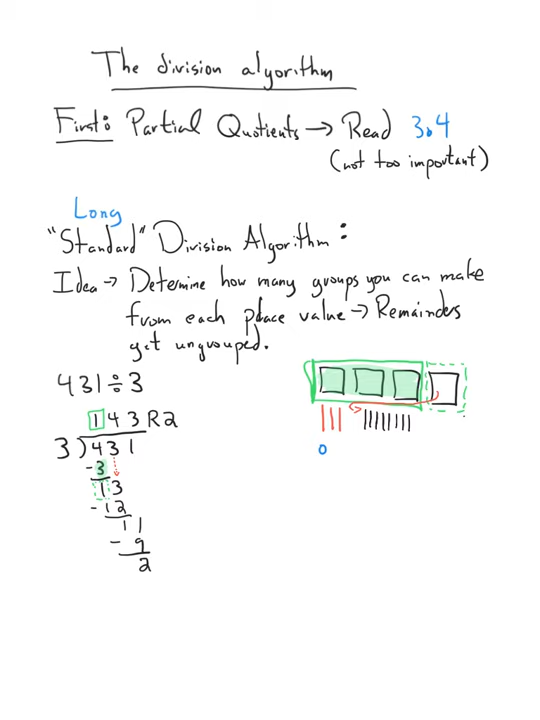 The division algorithm
First: Partial Quotients → Read 3.4
(not too important)
Long
"Standard" Division Algorithm:
Idea → Determine how many groups you can make
from each place value → Remainders
get ungrouped.
431 ÷ 3
143 R2
3)431
-3
13
-12
11
- 9
2
0